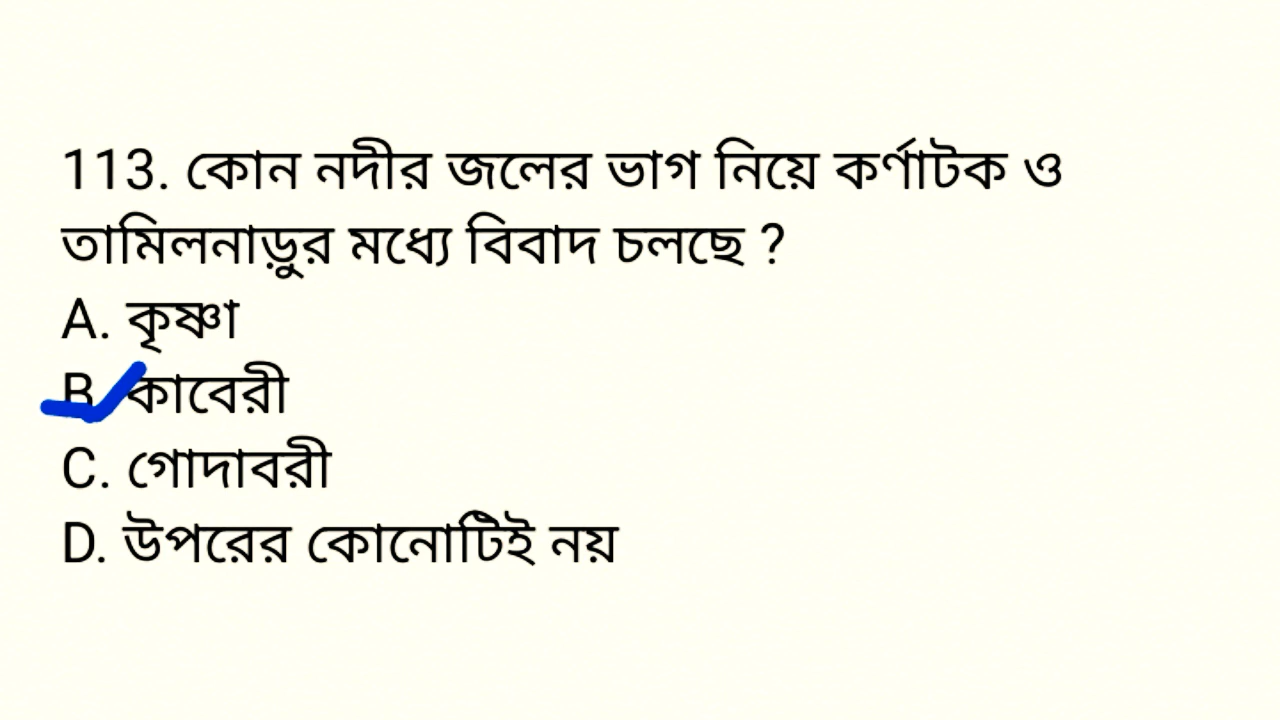 113. কোন নদীর জলের ভাগ নিয়ে কর্ণাটক ও
তামিলনাড়ুর মধ্যে বিবাদ চলছে ?
A. কৃষ্ণা
B. কাবেরী
C. গোদাবরী
D. উপরের কোনোটিই নয়